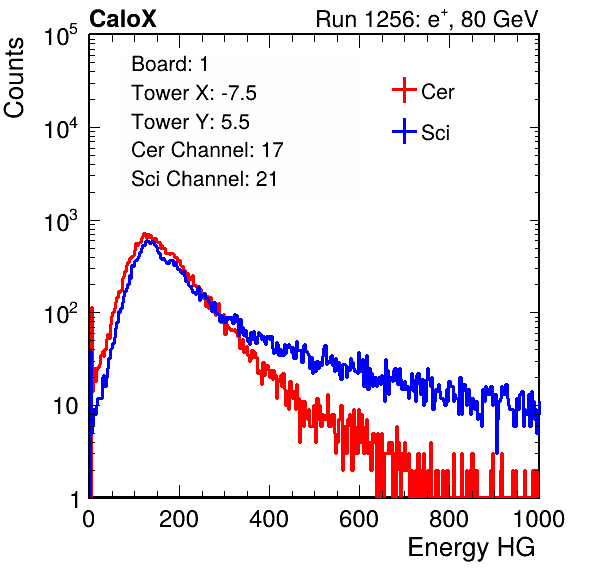 CaloX Run 1256: e⁺, 80 GeV
Counts
10⁵
10⁴
10³
10²
10
1
Board: 1
Tower X: -7.5
Tower Y: 5.5
Cer Channel: 17
Sci Channel: 21
Cer
Sci
0 200 400 600 800 1000
Energy HG